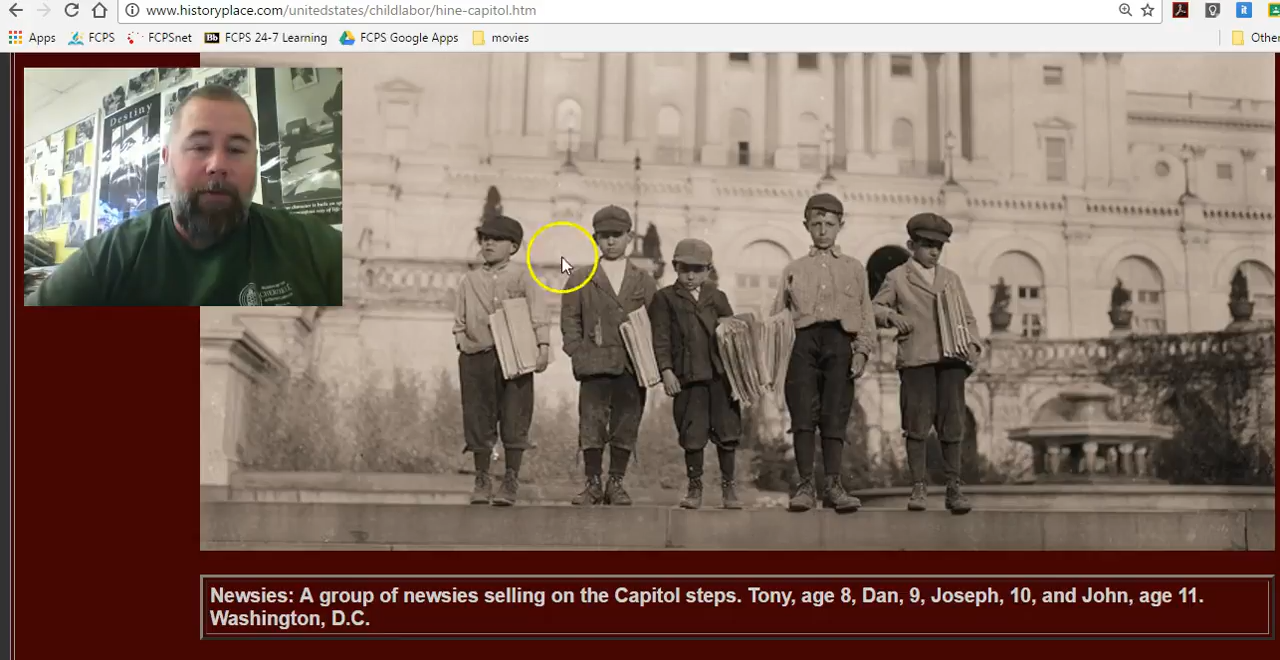 www.historyplace.com/unitedstates/childlabor/hine-capitol.htm
Apps FCPS FCPSnet Bb FCPS 24-7 Learning FCPS Google Apps movies Other
Destiny
Newsies: A group of newsies selling on the Capitol steps. Tony, age 8, Dan, 9, Joseph, 10, and John, age 11.
Washington, D.C.